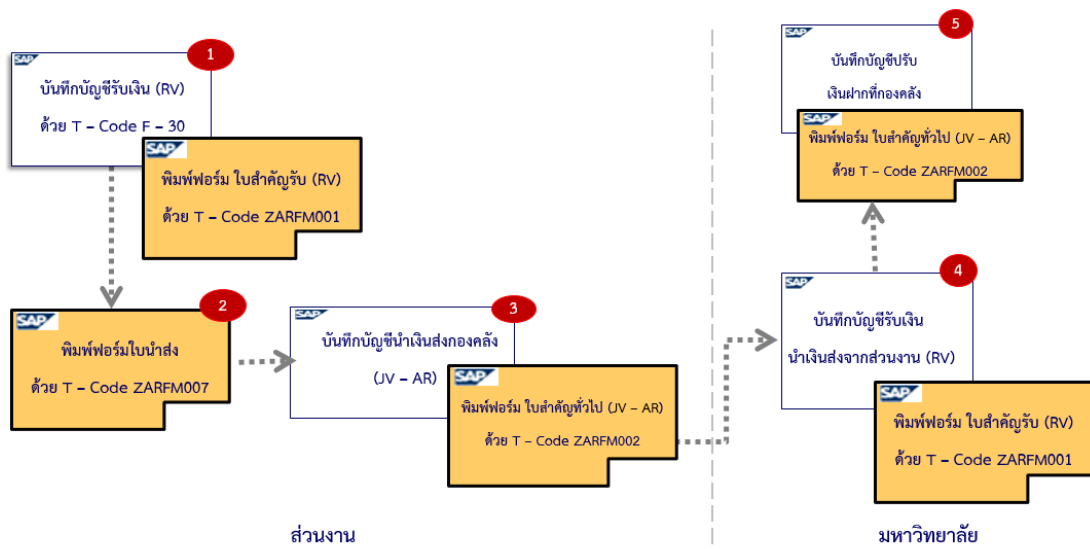 SAP
1
บันทึกบัญชีรับเงิน (RV)
ด้วย T – Code F – 30
SAP
พิมพ์ฟอร์ม ใบสำคัญรับ (RV)
ด้วย T – Code ZARFM001
SAP
2
พิมพ์ฟอร์มใบนำส่ง
ด้วย T – Code ZARFM007
SAP
3
บันทึกบัญชีนำเงินส่งกองคลัง
(JV – AR)
SAP
พิมพ์ฟอร์ม ใบสำคัญทั่วไป (JV – AR)
ด้วย T – Code ZARFM002
ส่วนงาน
SAP
5
บันทึกบัญชีปรับ
เงินฝากที่กองคลัง
SAP
พิมพ์ฟอร์ม ใบสำคัญทั่วไป (JV – AR)
ด้วย T – Code ZARFM002
SAP
4
บันทึกบัญชีรับเงิน
นำเงินส่งจากส่วนงาน (RV)
SAP
พิมพ์ฟอร์ม ใบสำคัญรับ (RV)
ด้วย T – Code ZARFM001
มหาวิทยาลัย